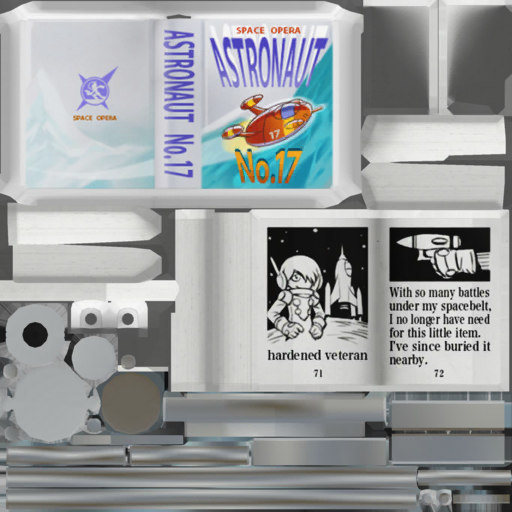 SPACE OPERA
ASTRONAUT No.17
SPACE OPERA
ASTRONAUT
17
No.17
hardened veteran
71
With so many battles
under my spacebelt,
I no longer have need
for this little item.
I've since buried it
nearby.
72